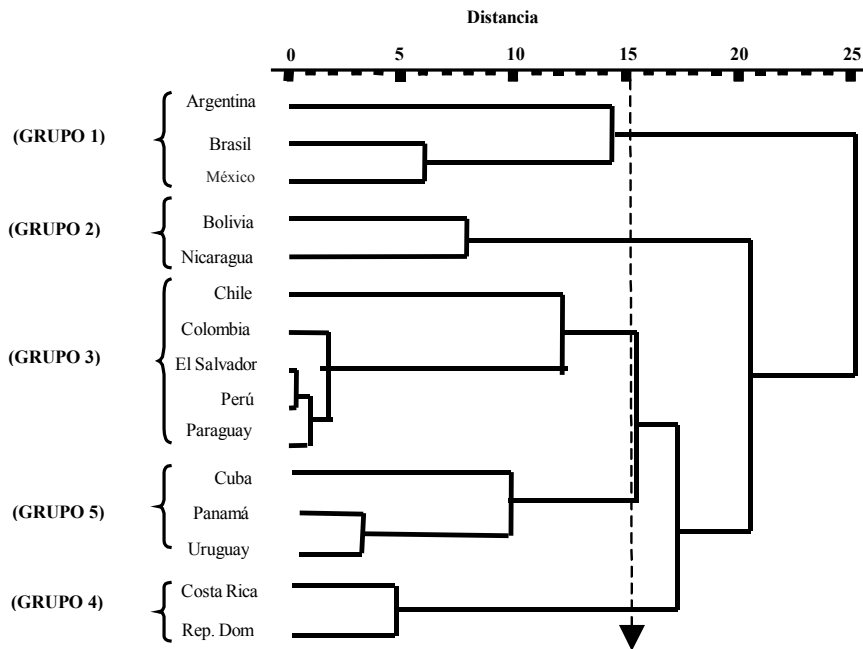 Distancia
0 5 10 15 20 25
(GRUPO 1)
Argentina
Brasil
México
(GRUPO 2)
Bolivia
Nicaragua
(GRUPO 3)
Chile
Colombia
El Salvador
Perú
Paraguay
(GRUPO 5)
Cuba
Panamá
Uruguay
(GRUPO 4)
Costa Rica
Rep. Dom